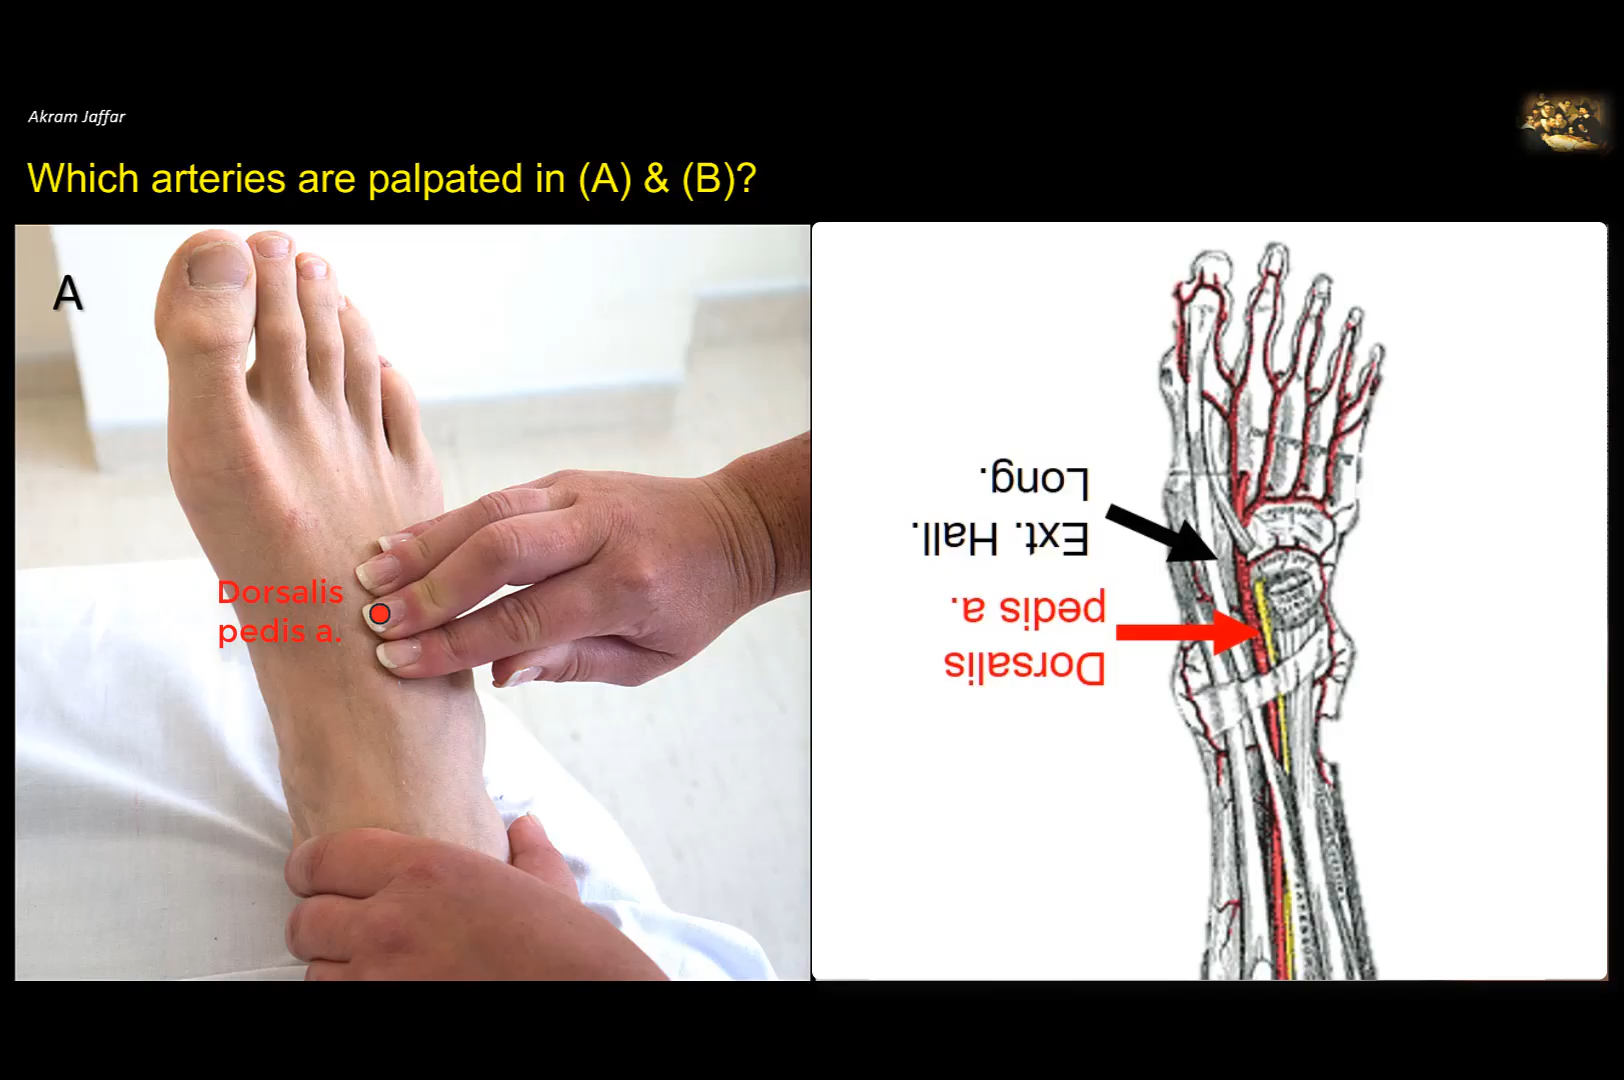 Akram Jaffar
Which arteries are palpated in (A) & (B)?
A
Dorsalis
pedis a.
Ext. Hall.
Long.
Dorsalis
pedis a.